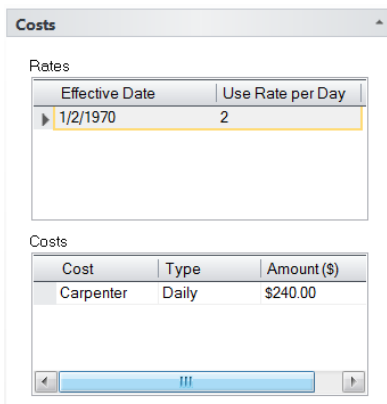 Costs
Rates
Effective Date Use Rate per Day
1/2/1970 2
Costs
Cost Type Amount ($)
Carpenter Daily $240.00